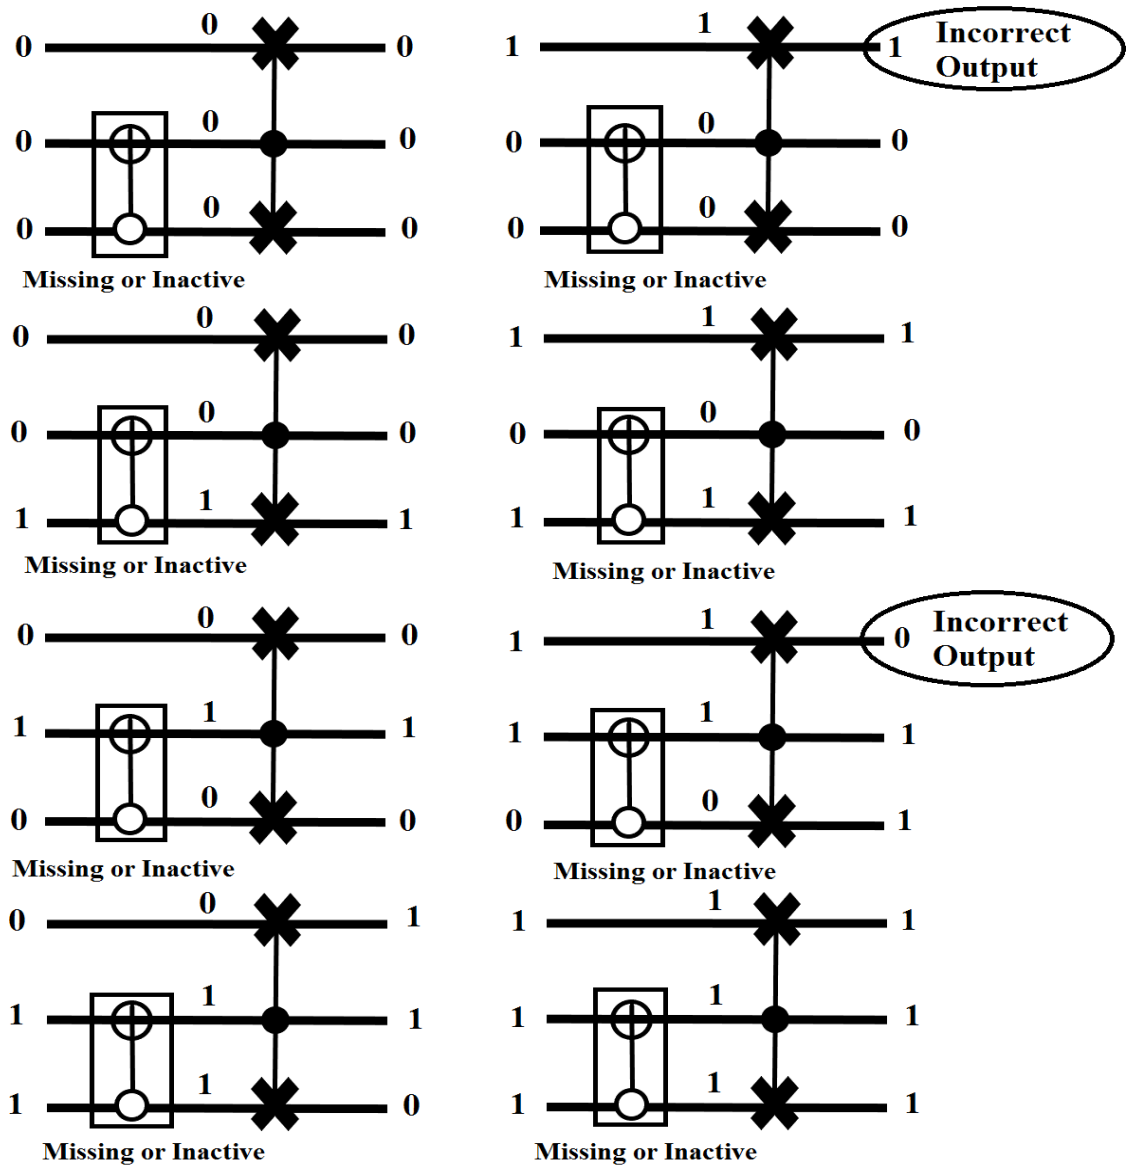 0 0 0 1 1 1 Incorrect
Output
0 0 0 0 0 0
0 0 0 0 0 0
Missing or Inactive Missing or Inactive
0 0 0 1 1 1
0 0 0 0 0 0
1 1 1 1 1 1
Missing or Inactive Missing or Inactive
0 0 0 1 1 0 Incorrect
Output
1 1 1 1 1 1
0 0 0 0 0 1
Missing or Inactive Missing or Inactive
0 0 1 1 1 1
1 1 1 1 1 1
1 1 0 1 1 1
Missing or Inactive Missing or Inactive